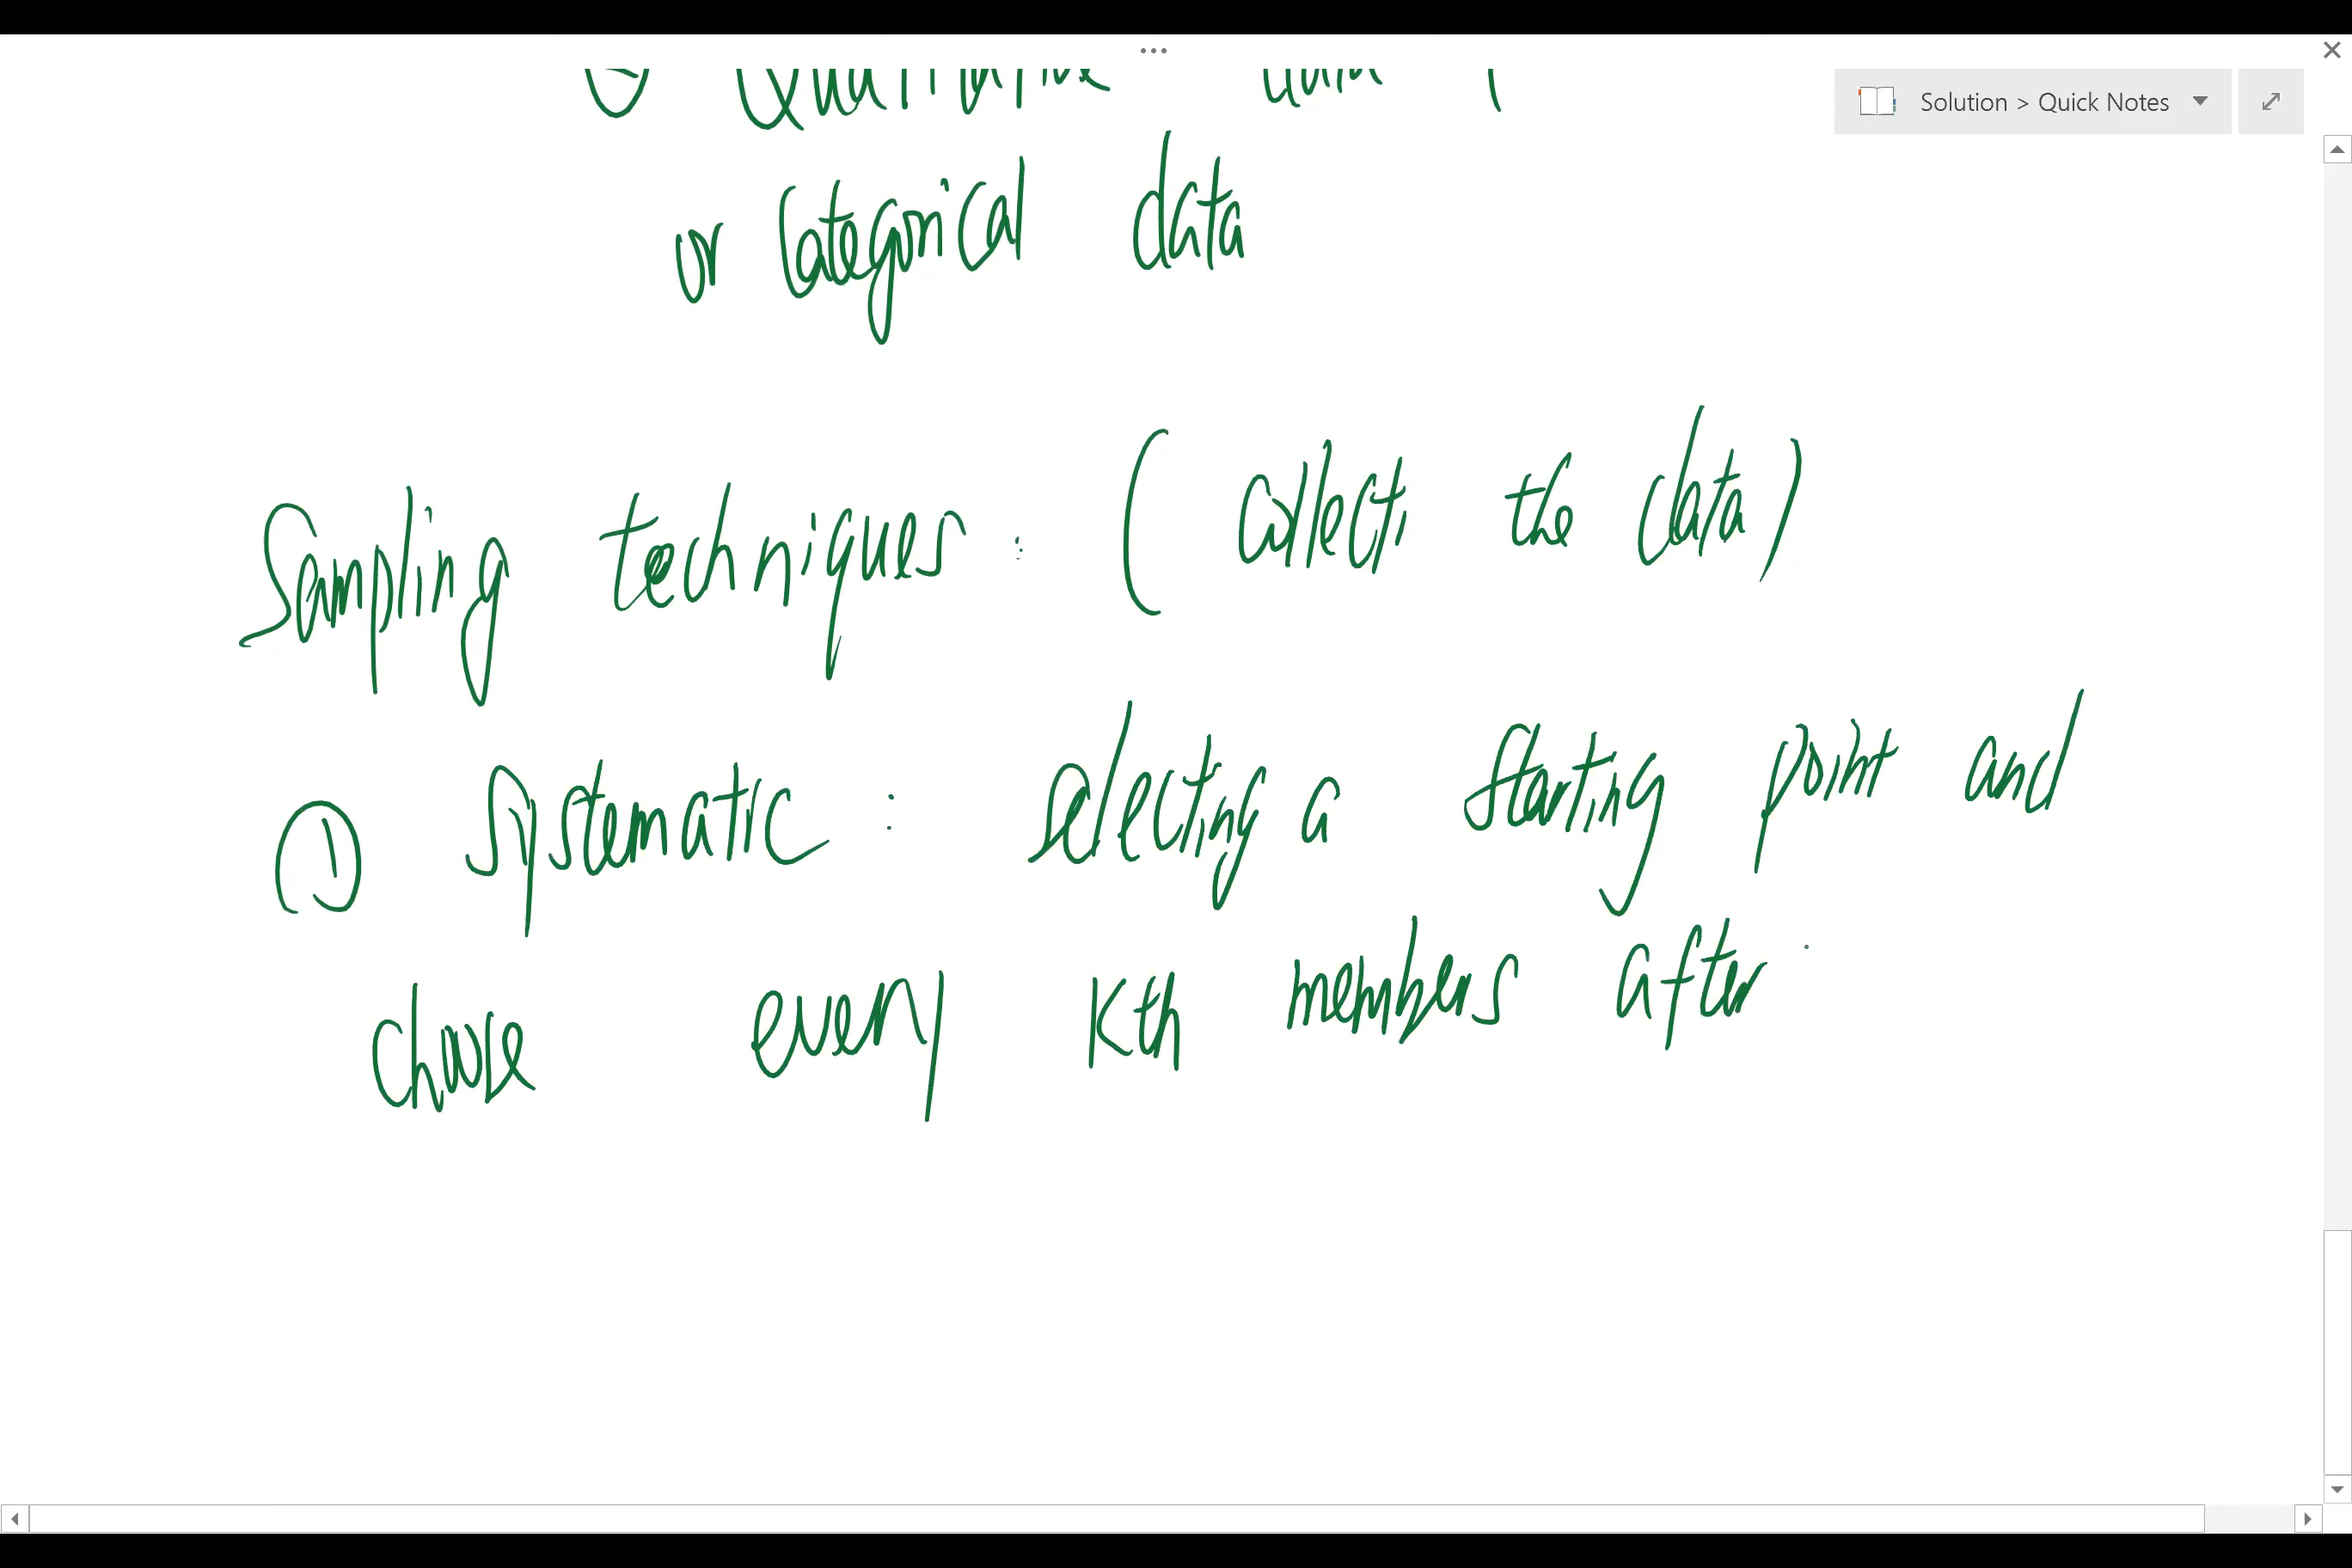 Solution > Quick Notes
or Categorical data
Sampling techniques : ( collect the data )
① Systematic : selecting a starting point and
choose every Kth members after